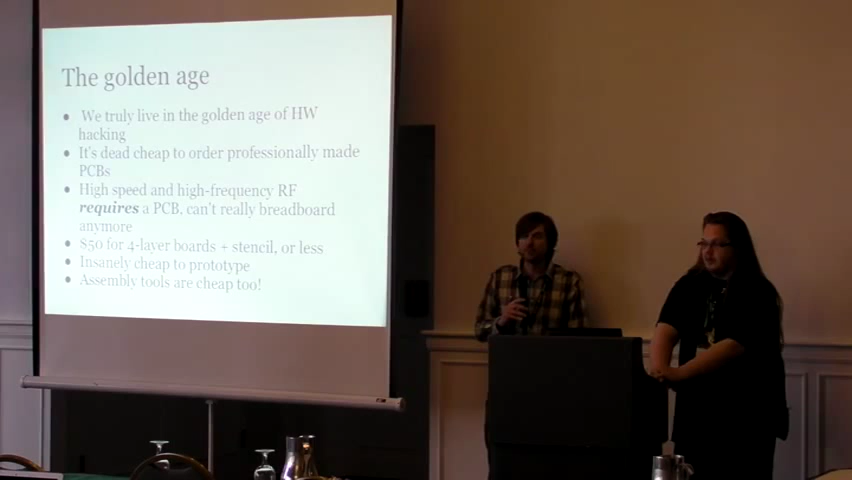 The golden age
● We truly live in the golden age of HW
hacking
● It's dead cheap to order professionally made
PCBs
● High speed and high-frequency RF
requires a PCB, can't really breadboard
anymore
● $50 for 4-layer boards + stencil, or less
● Insanely cheap to prototype
● Assembly tools are cheap too!